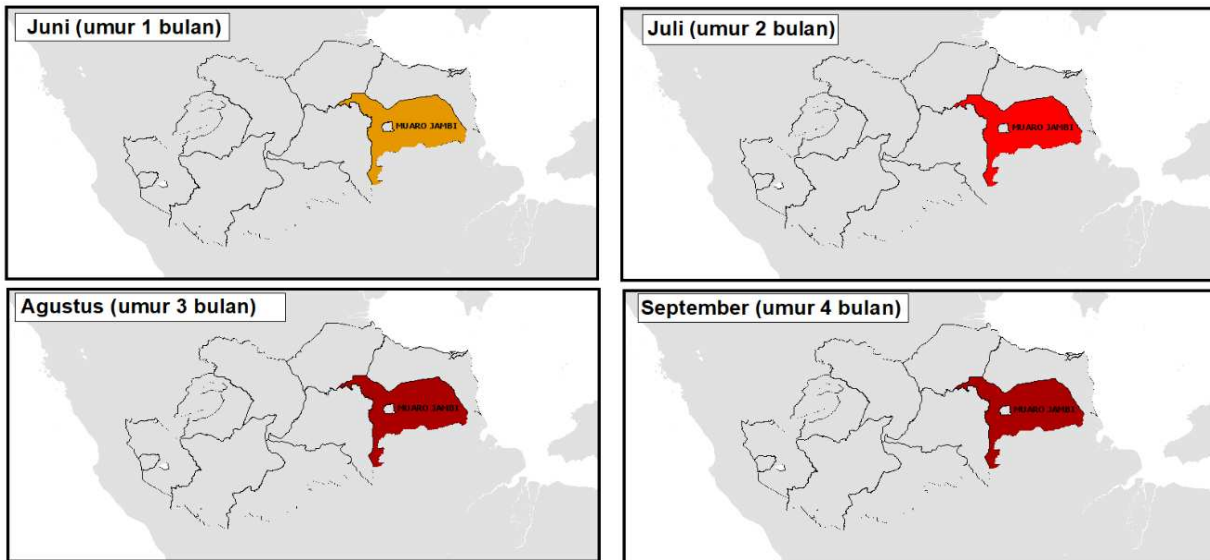 Juni (umur 1 bulan)
MUARO JAMBI
Juli (umur 2 bulan)
MUARO JAMBI
Agustus (umur 3 bulan)
MUARO JAMBI
September (umur 4 bulan)
MUARO JAMBI